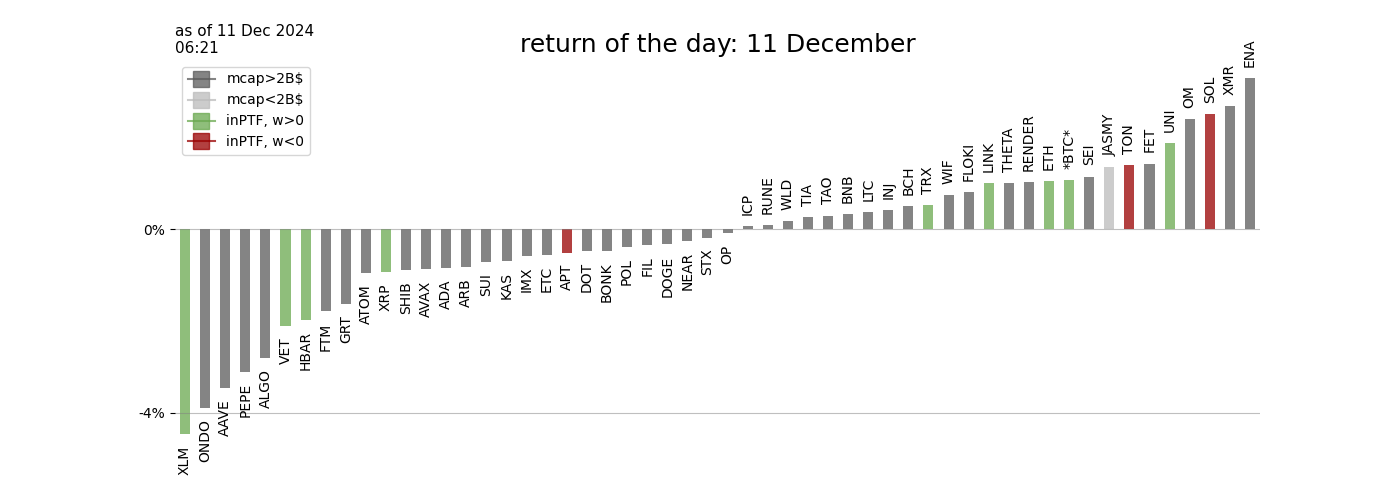 as of 11 Dec 2024
06:21
return of the day: 11 December
mcap>2B$
mcap<2B$
inPTF, w>0
inPTF, w<0
0%
-4%
XLM
ONDO
AAVE
PEPE
ALGO
VET
HBAR
FTM
GRT
ATOM
XRP
SHIB
AVAX
ADA
ARB
SUI
KAS
IMX
ETC
APT
DOT
BONK
POL
FIL
DOGE
NEAR
STX
OP
ICP
RUNE
WLD
TIA
TAO
BNB
LTC
INJ
BCH
TRX
WIF
FLOKI
LINK
THETA
RENDER
ETH
*BTC*
SEI
JASMY
TON
FET
UNI
OM
SOL
XMR
ENA